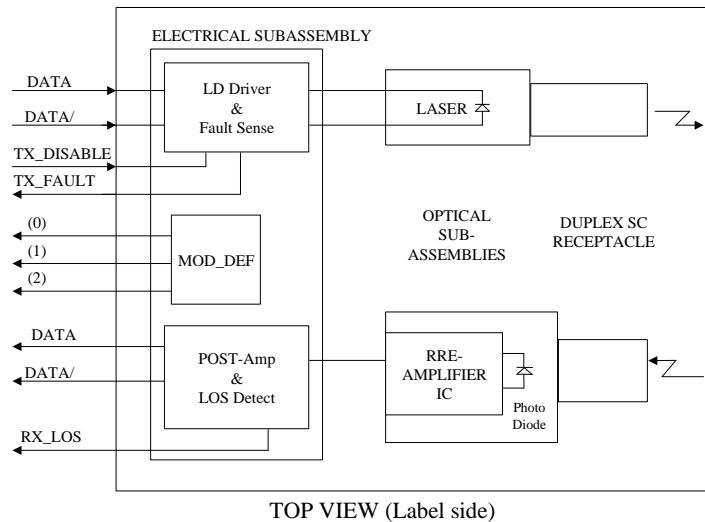 ELECTRICAL SUBASSEMBLY
DATA
DATA/
TX_DISABLE
TX_FAULT
LD Driver
&
Fault Sense
LASER
(0)
(1)
(2)
MOD_DEF
OPTICAL
SUB-
ASSEMBLIES
DUPLEX SC
RECEPTACLE
DATA
DATA/
RX_LOS
POST-Amp
&
LOS Detect
RRE-
AMPLIFIER
IC
Photo
Diode
TOP VIEW (Label side)